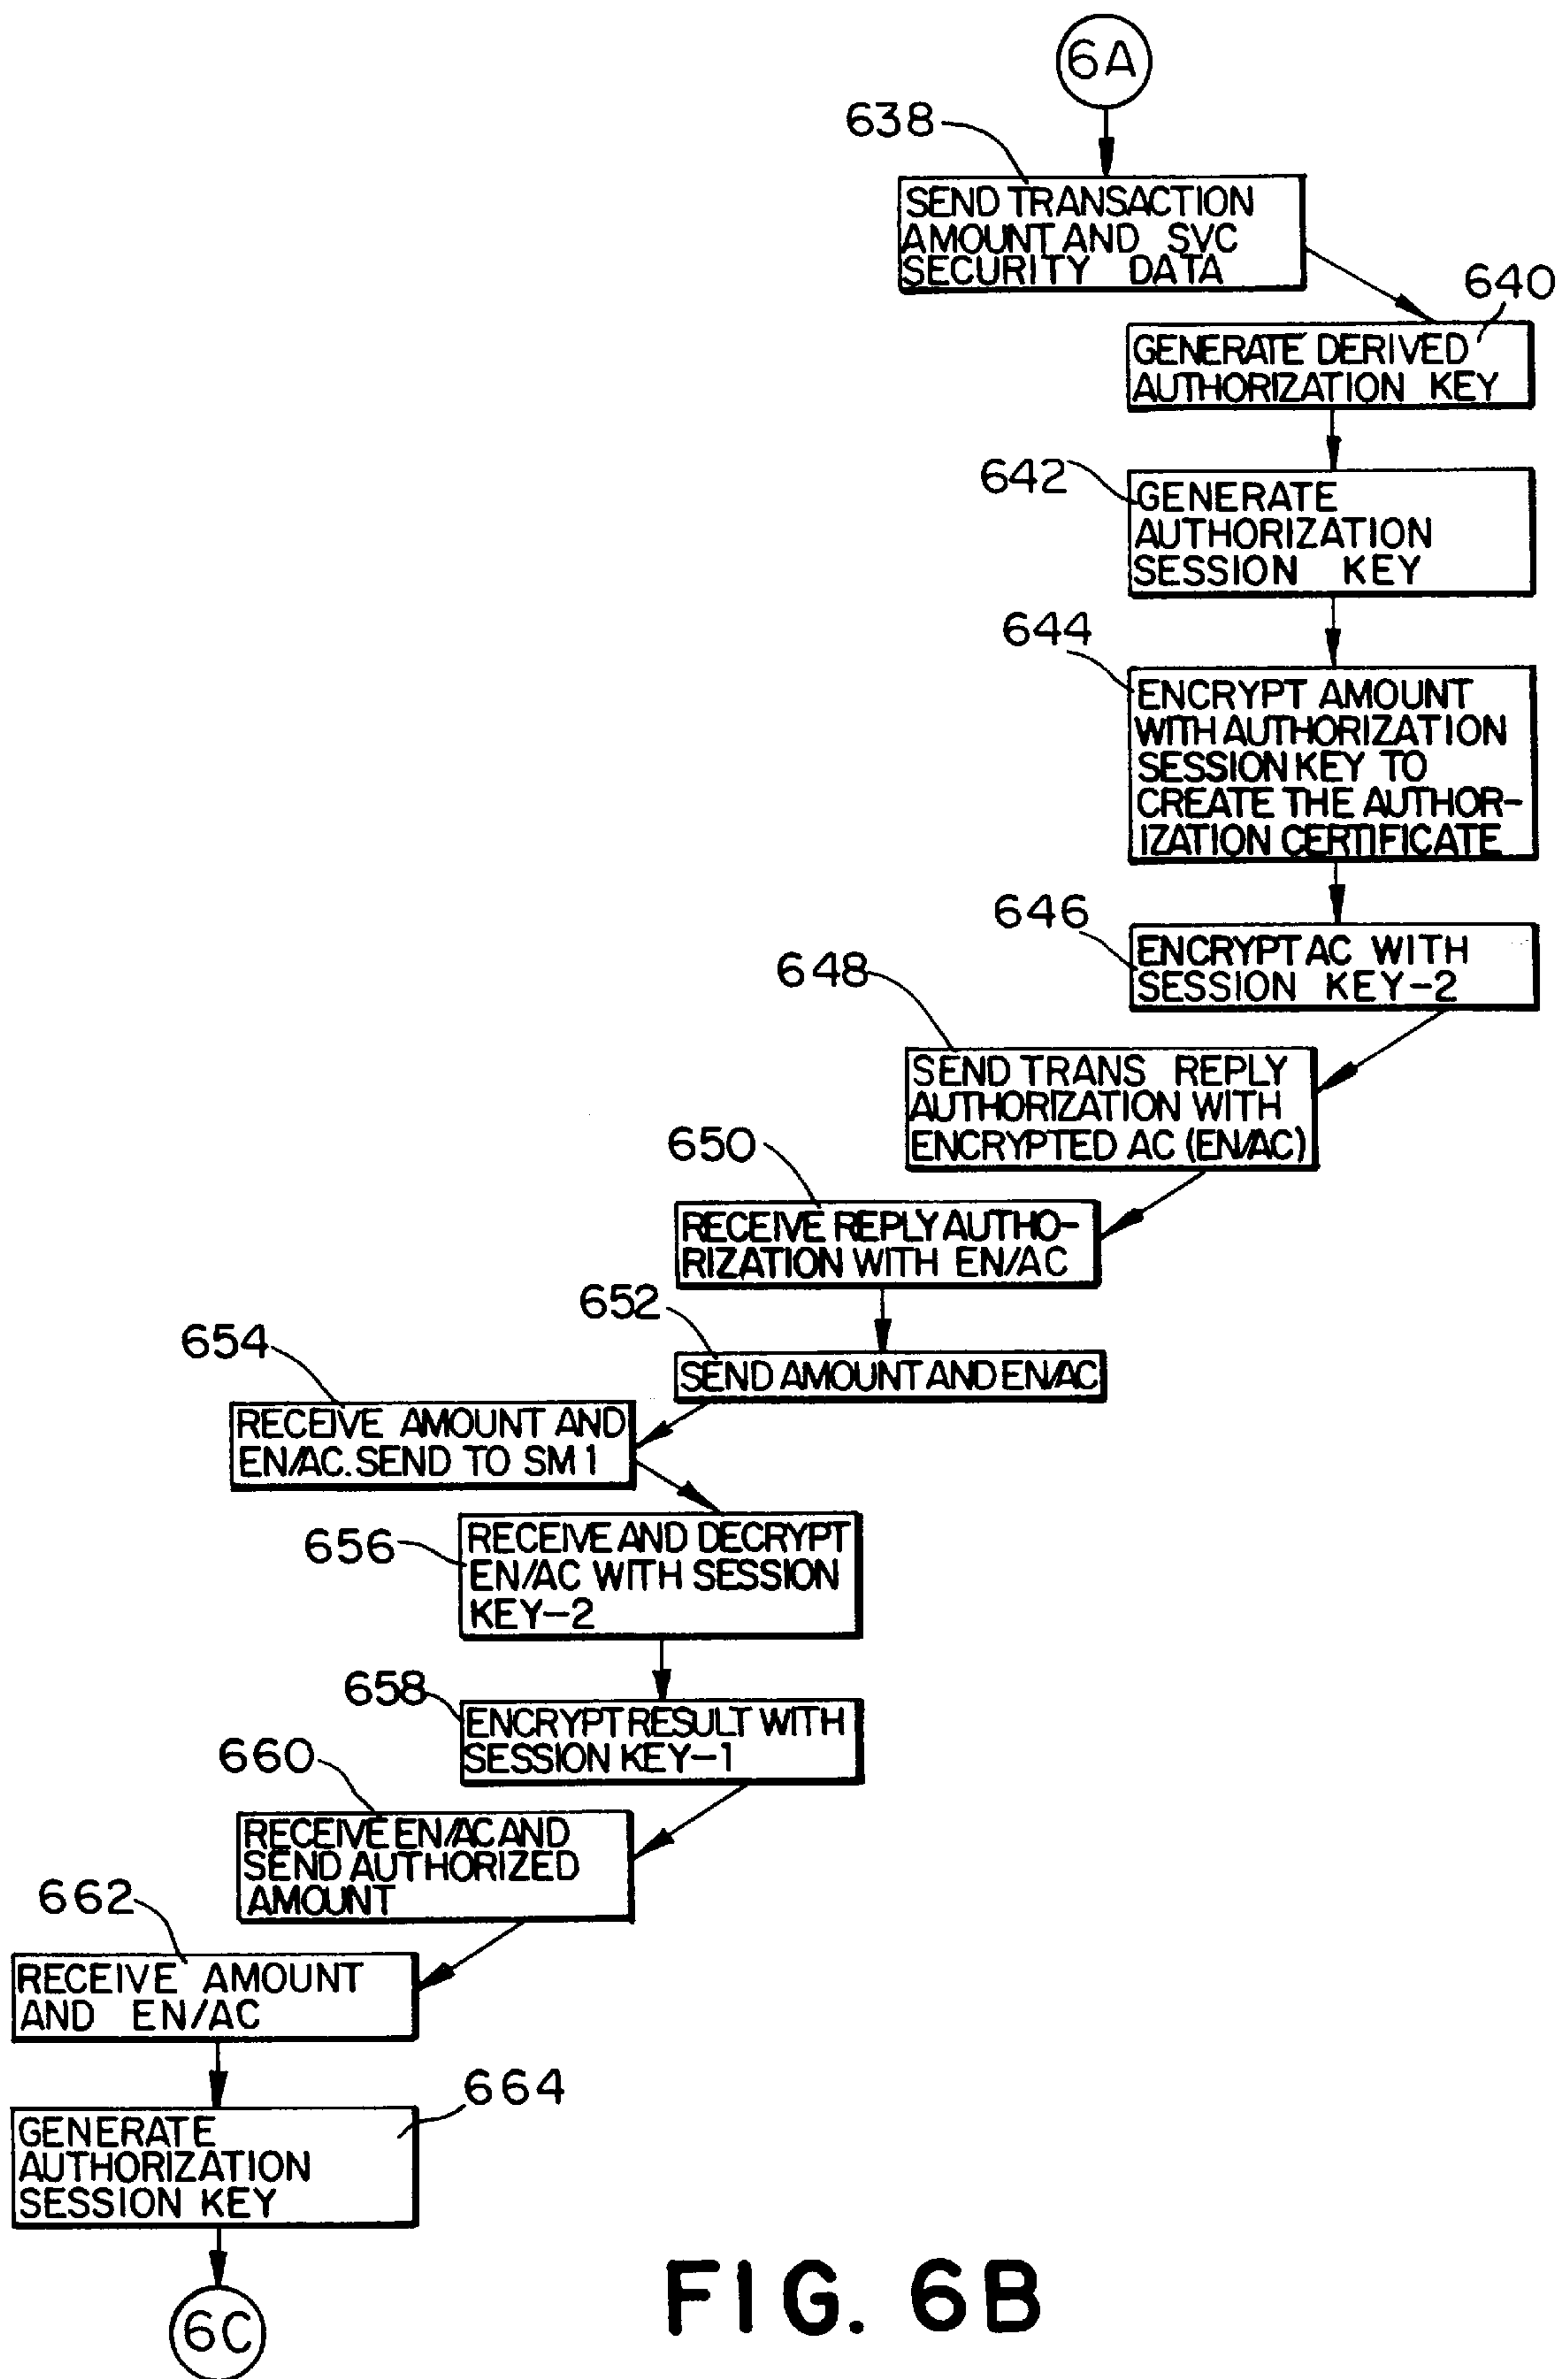 6A
638
SEND TRANSACTION
AMOUNT AND SVC
SECURITY DATA
640
GENERATE DERIVED
AUTHORIZATION KEY
642
GENERATE
AUTHORIZATION
SESSION KEY
644
ENCRYPT AMOUNT
WITH AUTHORIZATION
SESSION KEY TO
CREATE THE AUTHOR-
IZATION CERTIFICATE
646
ENCRYPT AC WITH
SESSION KEY-2
648
SEND TRANS REPLY
AUTHORIZATION WITH
ENCRYPTED AC (EN/AC)
650
RECEIVE REPLY AUTHO-
RIZATION WITH EN/AC
652
SEND AMOUNT AND EN/AC
654
RECEIVE AMOUNT AND
EN/AC. SEND TO SM1
656
RECEIVE AND DECRYPT
EN/AC WITH SESSION
KEY-2
658
ENCRYPT RESULT WITH
SESSION KEY-1
660
RECEIVE EN/AC AND
SEND AUTHORIZED
AMOUNT
662
RECEIVE AMOUNT
AND EN/AC
664
GENERATE
AUTHORIZATION
SESSION KEY
6C
FIG. 6B